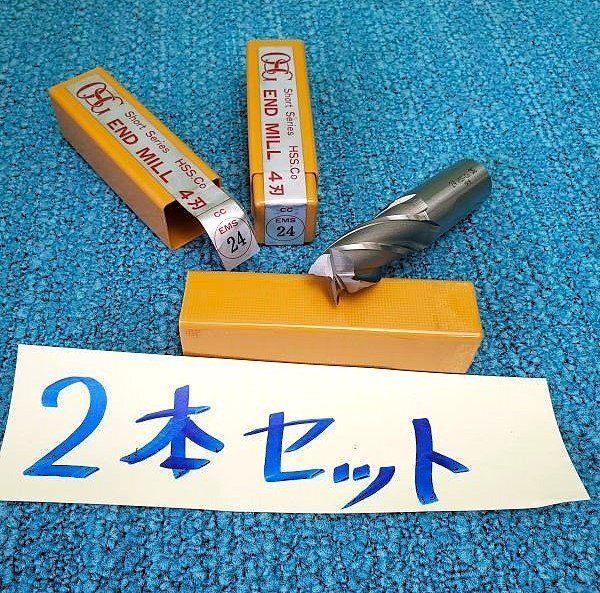 OSG
Short Series HSS.Co
END MILL 4刃
CC
EMS
24
OSG
Short Series HSS.Co
END MILL 4刃
CC
EMS
24
2本セット